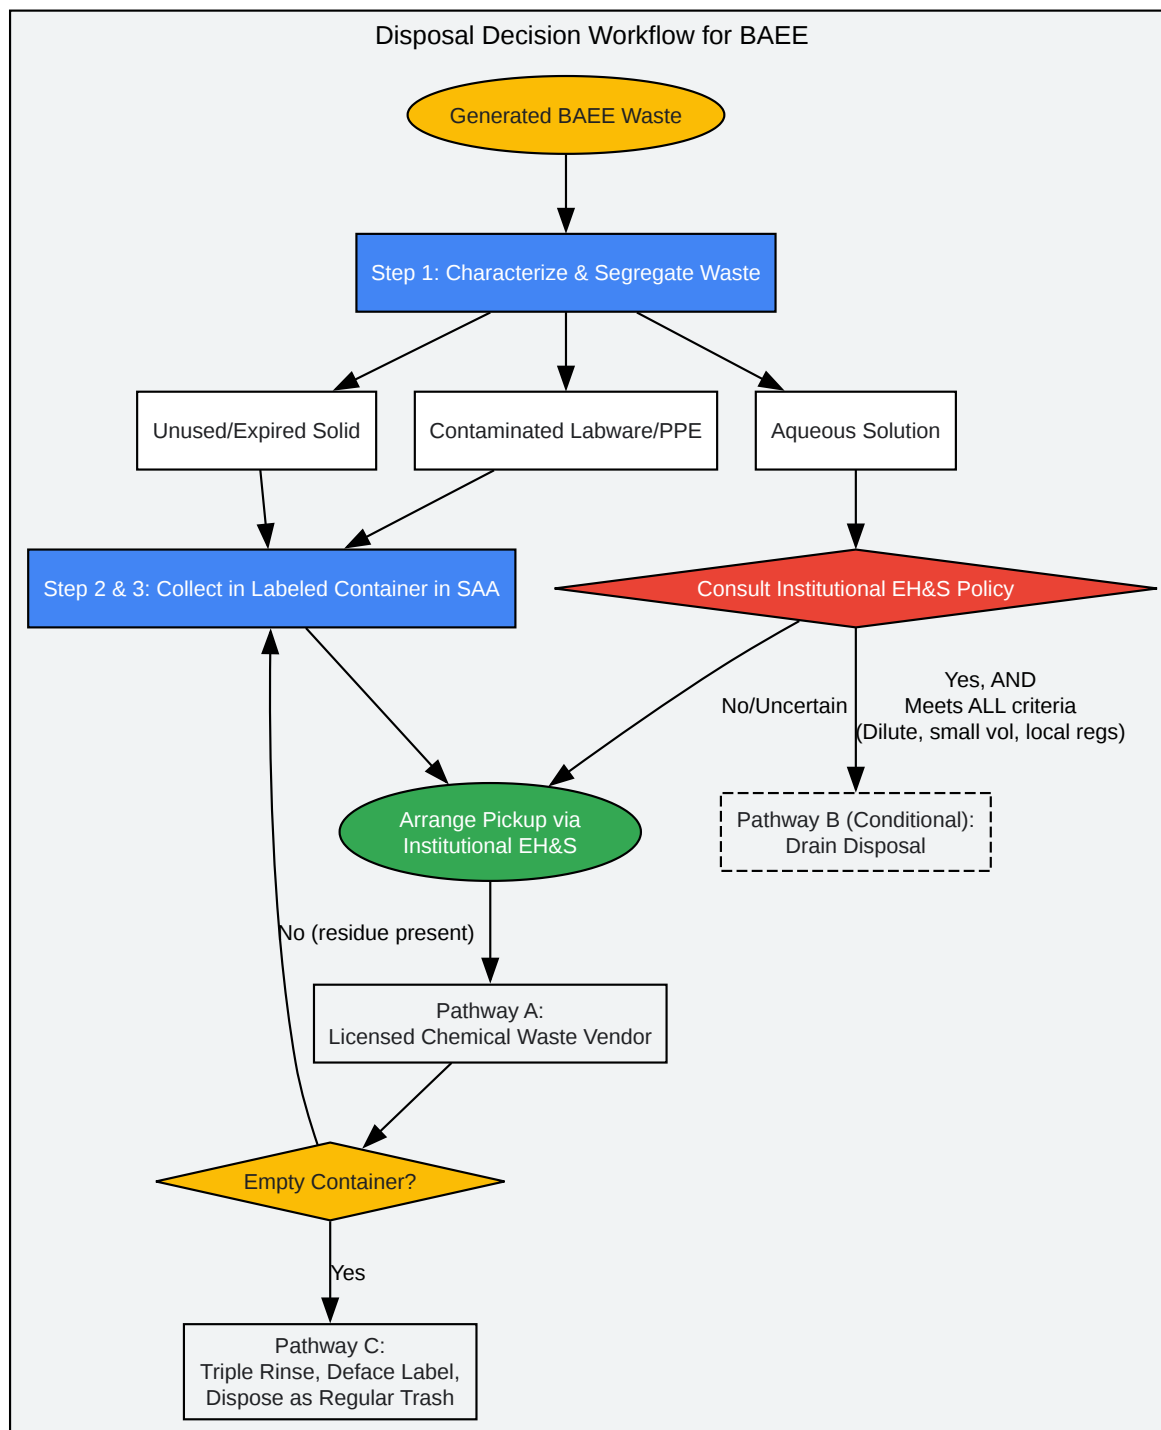 Disposal Decision Workflow for BAEE
Generated BAEE Waste
Step 1: Characterize & Segregate Waste
Unused/Expired Solid
Contaminated Labware/PPE
Aqueous Solution
Step 2 & 3: Collect in Labeled Container in SAA
Consult Institutional EH&S Policy
No/Uncertain
Yes, AND
Meets ALL criteria
(Dilute, small vol, local regs)
Arrange Pickup via
Institutional EH&S
Pathway B (Conditional):
Drain Disposal
No (residue present)
Pathway A:
Licensed Chemical Waste Vendor
Empty Container?
Yes
Pathway C:
Triple Rinse, Deface Label,
Dispose as Regular Trash